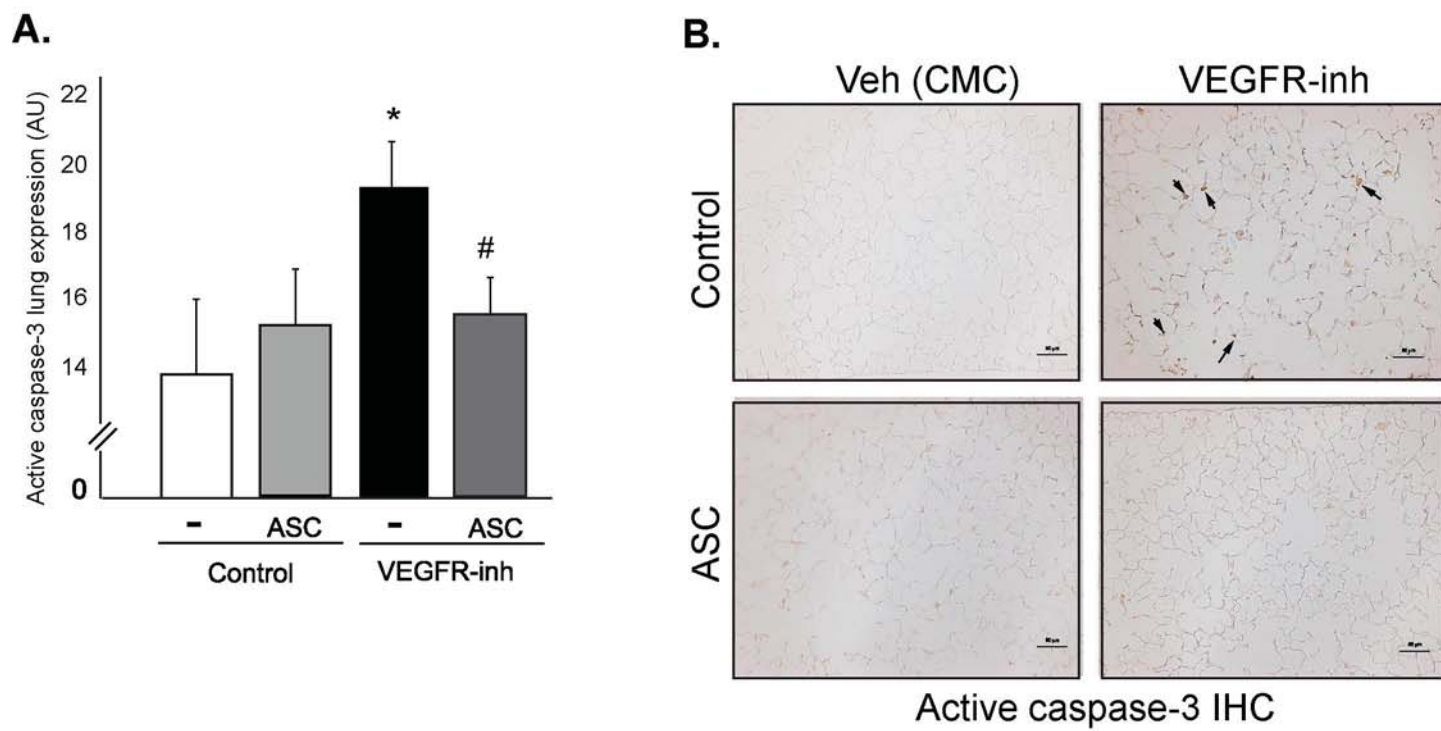 A.
Active caspase-3 lung expression (AU)
22
20
18
16
14
0
*
#
- ASC - ASC
Control VEGFR-inh
B.
Veh (CMC) VEGFR-inh
Control
ASC
Active caspase-3 IHC